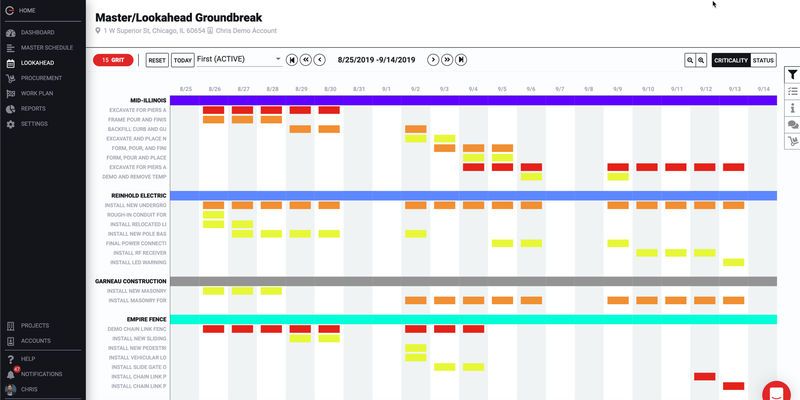 HOME
Master/Lookahead Groundbreak
1 W Superior St, Chicago, IL 60654 Chris Demo Account
DASHBOARD
MASTER SCHEDULE
LOOKAHEAD
PROCUREMENT
WORK PLAN
REPORTS
SETTINGS
PROJECTS
ACCOUNTS
HELP
47
NOTIFICATIONS
CHRIS
15 GRIT
RESET
TODAY
First (ACTIVE)
8/25/2019 -9/14/2019
CRITICALITY
STATUS
8/25 8/26 8/27 8/28 8/29 8/30 8/31 9/1 9/2 9/3 9/4 9/5 9/6 9/7 9/8 9/9 9/10 9/11 9/12 9/13 9/14
MID-ILLINOIS
EXCAVATE FOR PIERS A
FRAME POUR AND FINIS
BACKFILL CURB AND GU
EXCAVATE AND PLACE N
FORM, POUR, AND FINI
FORM, POUR AND PLACE
EXCAVATE FOR PIERS A
DEMO AND REMOVE TEMP
REINHOLD ELECTRIC
INSTALL NEW UNDERGRO
ROUGH-IN CONDUIT FOR
INSTALL RELOCATED LI
INSTALL NEW POLE BAS
FINAL POWER CONNECTI
INSTALL RF RECEIVER
INSTALL LED WARNING
GARNEAU CONSTRUCTION
INSTALL NEW MASONRY
INSTALL MASONRY FOR
EMPIRE FENCE
DEMO CHAIN LINK FENC
INSTALL NEW SLIDING
INSTALL NEW PEDESTRI
INSTALL VEHICULAR LO
INSTALL SLIDE GATE O
INSTALL CHAIN LINK P
INSTALL CHAIN LINK P